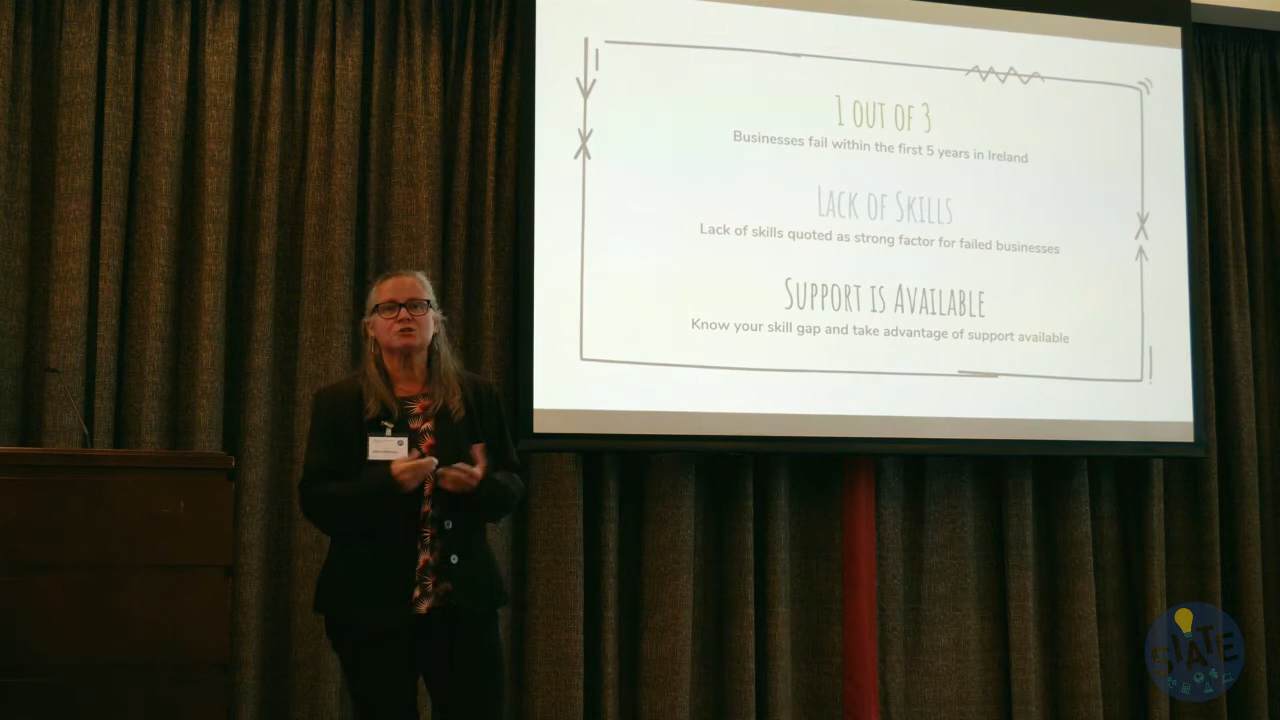 1 OUT OF 3
Businesses fail within the first 5 years in Ireland
LACK OF SKILLS
Lack of skills quoted as strong factor for failed businesses
SUPPORT IS AVAILABLE
Know your skill gap and take advantage of support available
STATE